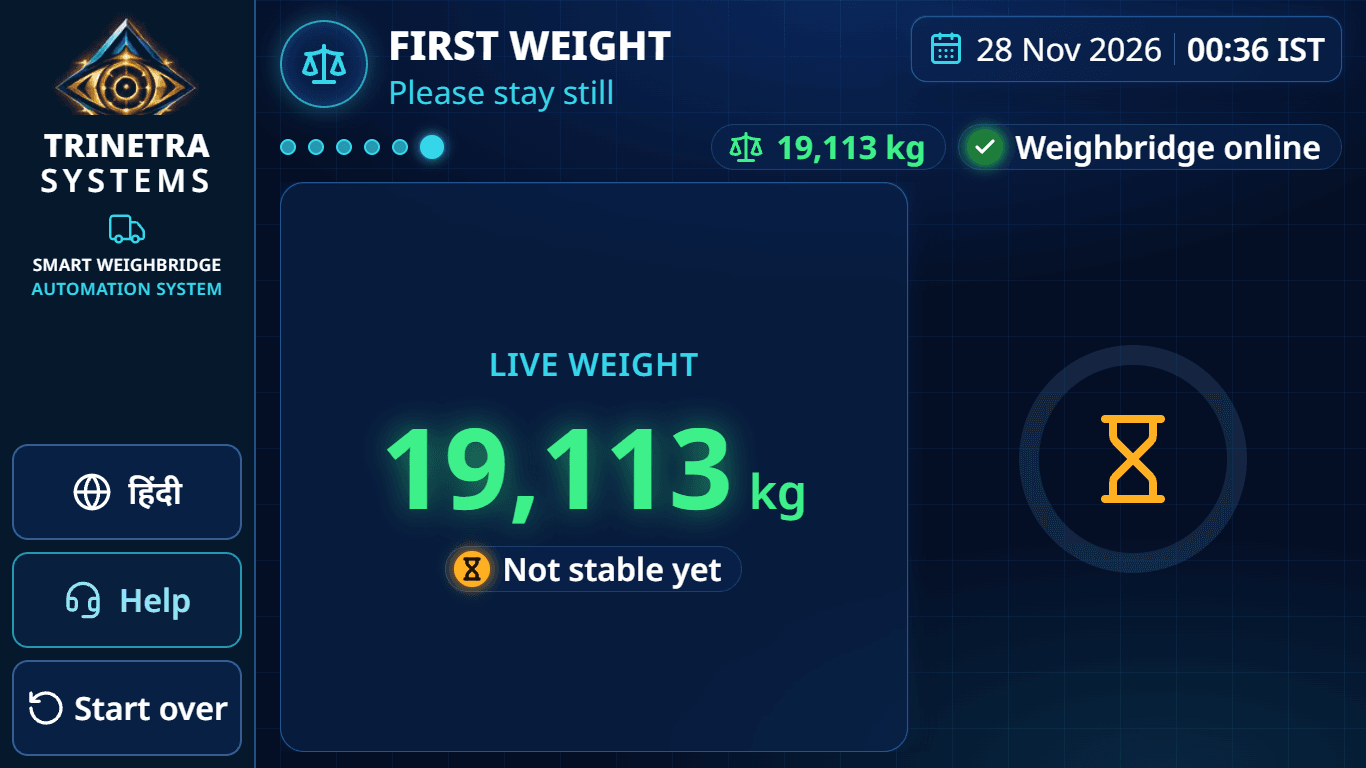 TRINETRA
SYSTEMS
SMART WEIGHBRIDGE
AUTOMATION SYSTEM
हिंदी
Help
Start over
FIRST WEIGHT
Please stay still
28 Nov 2026
00:36 IST
19,113 kg
Weighbridge online
LIVE WEIGHT
19,113 kg
Not stable yet